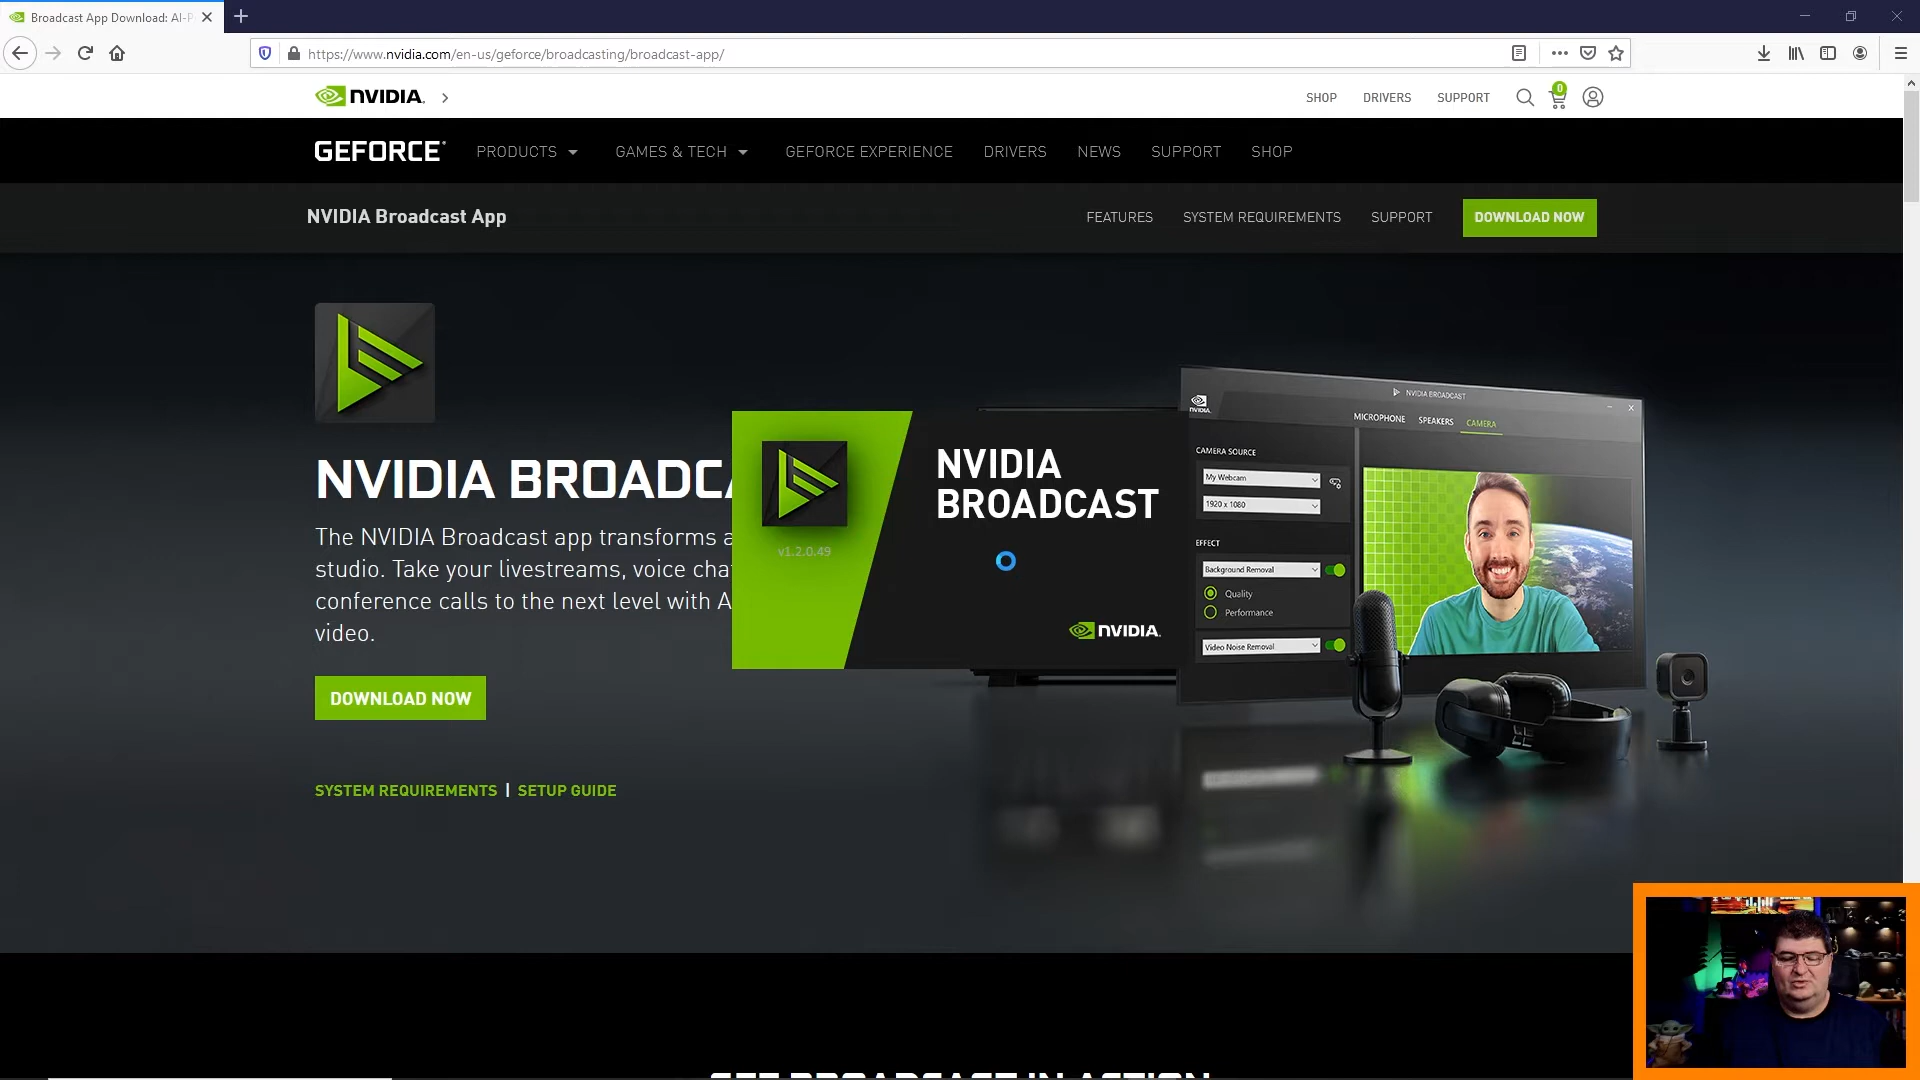 Broadcast App Download: AI-P
https://www.nvidia.com/en-us/geforce/broadcasting/broadcast-app/
NVIDIA.
SHOP
DRIVERS
SUPPORT
0
GEFORCE
PRODUCTS
GAMES & TECH
GEFORCE EXPERIENCE
DRIVERS
NEWS
SUPPORT
SHOP
NVIDIA Broadcast App
FEATURES
SYSTEM REQUIREMENTS
SUPPORT
DOWNLOAD NOW
NVIDIA BROADCA
The NVIDIA Broadcast app transforms a
studio. Take your livestreams, voice cha
conference calls to the next level with A
video.
DOWNLOAD NOW
SYSTEM REQUIREMENTS | SETUP GUIDE
v1.2.0.49
NVIDIA
BROADCAST
NVIDIA.
NVIDIA BROADCAST
NVIDIA.
MICROPHONE
SPEAKERS
CAMERA
CAMERA SOURCE
My Webcam
1920 x 1080
EFFECT
Background Removal
Quality
Performance
Video Noise Removal